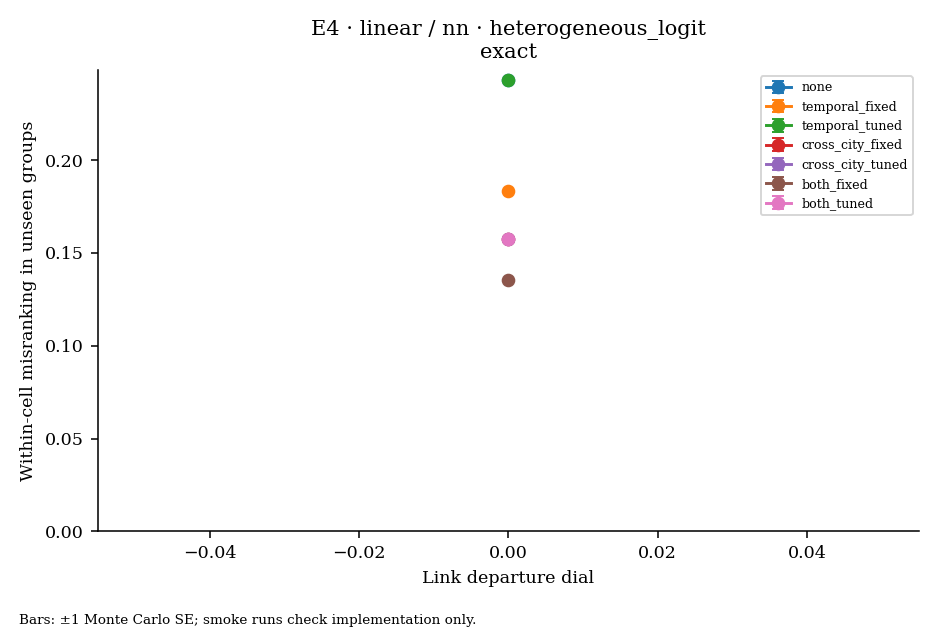 E4 · linear / nn · heterogeneous_logit
exact
Within-cell misranking in unseen groups
0.20
0.15
0.10
0.05
0.00
−0.04
−0.02
0.00
0.02
0.04
Link departure dial
none
temporal_fixed
temporal_tuned
cross_city_fixed
cross_city_tuned
both_fixed
both_tuned
Bars: ±1 Monte Carlo SE; smoke runs check implementation only.